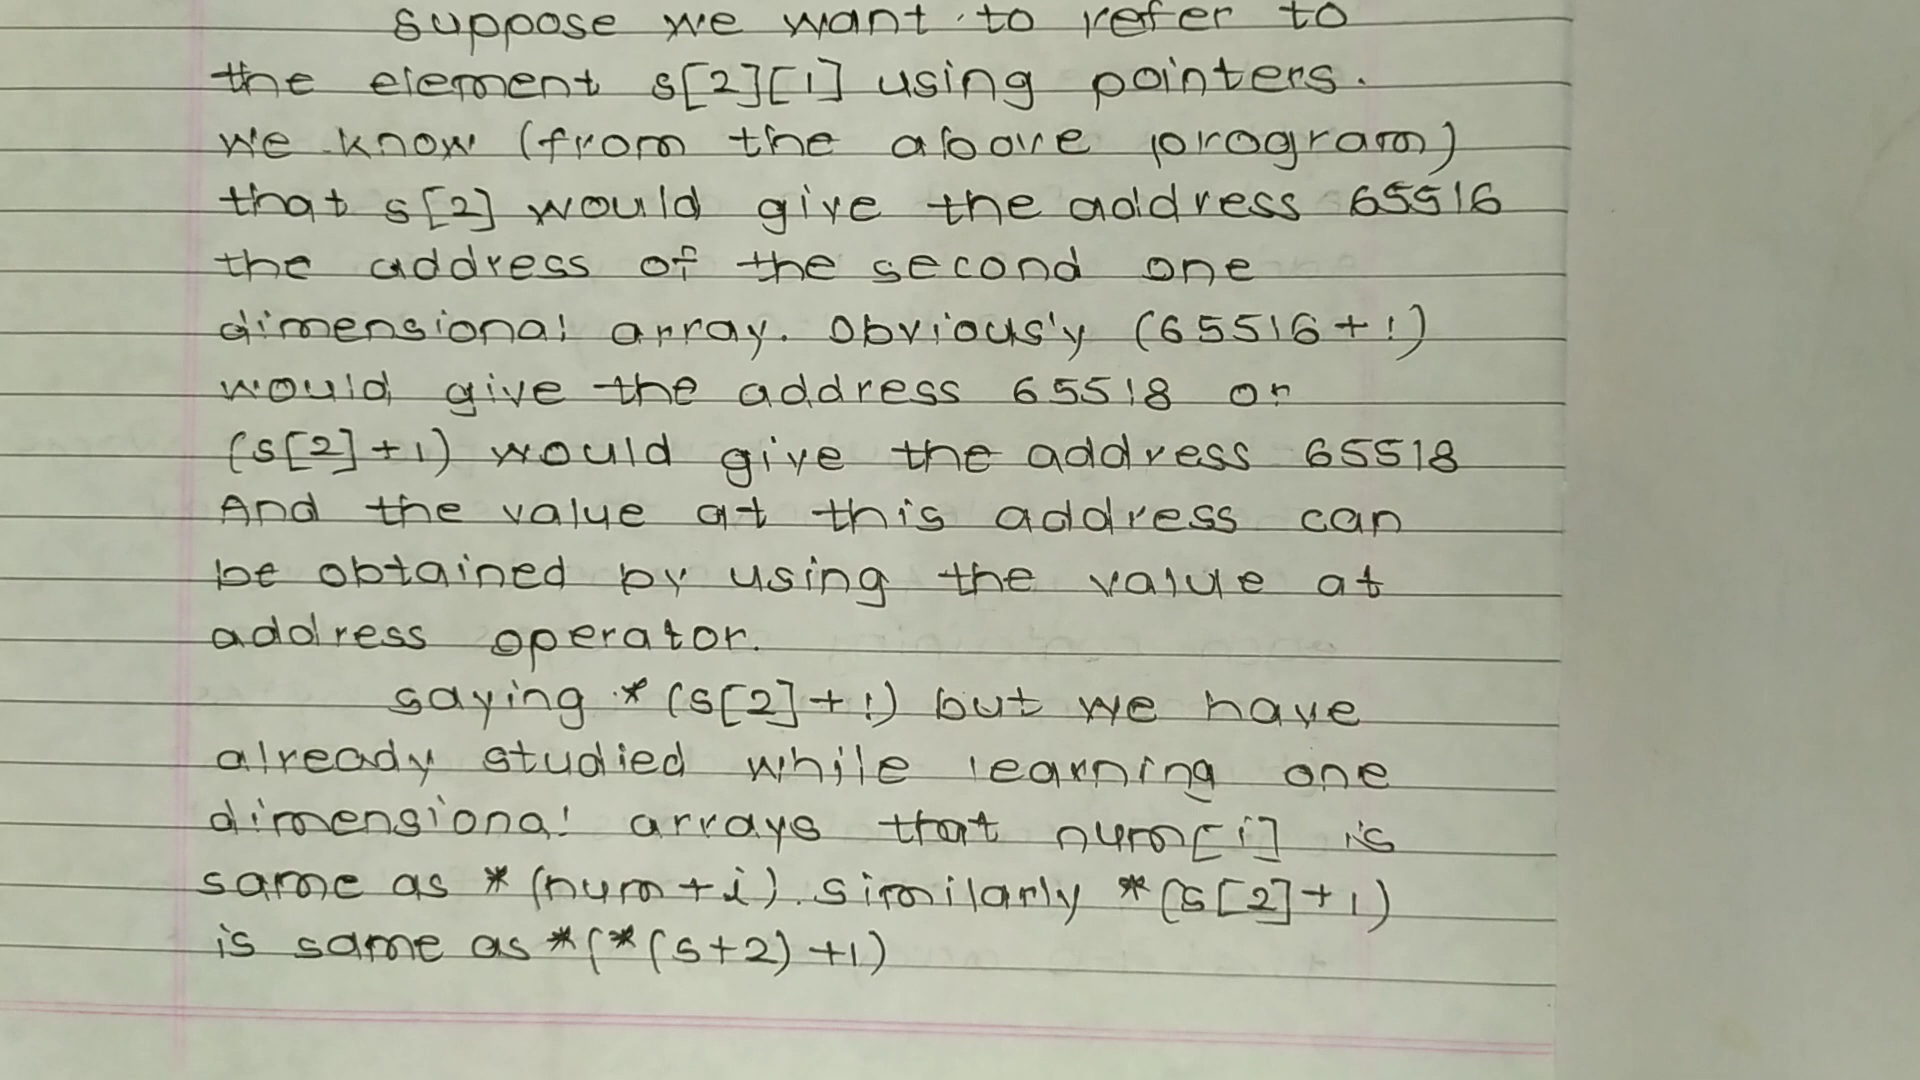 suppose we want to refer to
the element s[2][1] using pointers.
we know (from the above program)
that s[2] would give the address 65516
the address of the second one
dimensional array. Obviously (65516+1)
would give the address 65518 or
(s[2]+1) would give the address 65518
And the value at this address can
be obtained by using the value at
address operator.
saying *(s[2]+1) but we have
already studied while learning one
dimensional arrays that num[i] is
same as *(num+i). similarly *(s[2]+1)
is same as *(*(s+2)+1)